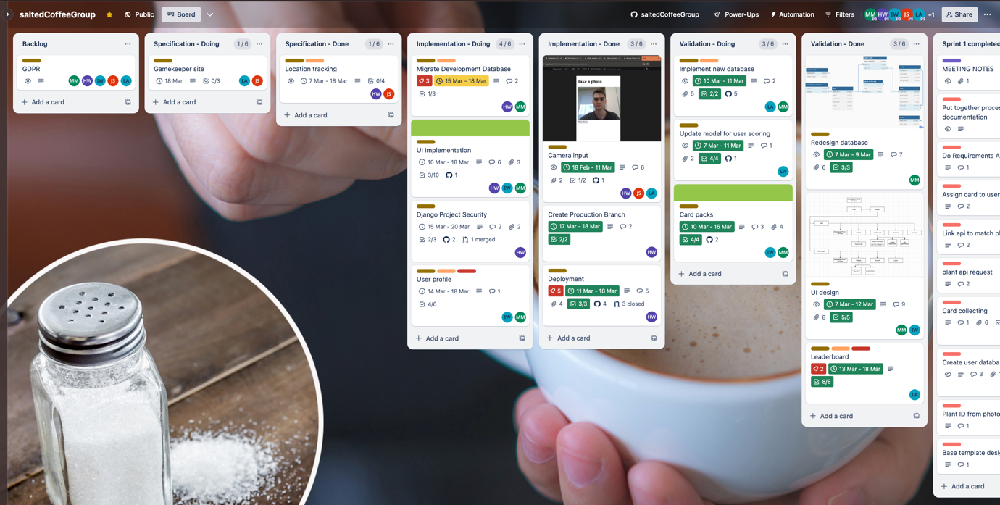 saltedCoffeeGroup
Public
Board
saltedCoffeeGroup
Power-Ups
Automation
Filters
MM HW IW JS LA +1
Share
Backlog
GDPR
MM HW IW JS LA
Add a card
Specification - Doing 1 / 6
Gamekeeper site
18 Mar 0/3
LA JS
Add a card
Specification - Done 1 / 6
Location tracking
7 Mar - 18 Mar 0/4
HW JS
Add a card
Implementation - Doing 4 / 6
Migrate Development Database
3 15 Mar - 18 Mar 2
1/3
HW MM
UI Implementation
10 Mar - 18 Mar 6 3
3/10 1
HW IW MM
Django Project Security
15 Mar - 20 Mar 2 2
2/3 2 1 merged
HW
User profile
14 Mar - 18 Mar 1
4/6
IW MM
Add a card
Implementation - Done 3 / 6
Take a photo
Camera input
18 Feb - 11 Mar 6
2 1/2 1
HW JS LA
Create Production Branch
17 Mar - 18 Mar 2
2/2
HW
Deployment
5 11 Mar - 18 Mar 5
4 3/3 4 3 closed
HW
Add a card
Validation - Doing 3 / 6
Implement new database
10 Mar - 11 Mar 2
5 2/2 5
LA MM
Update model for user scoring
7 Mar - 11 Mar 1
2 4/4 1
LA
Card packs
10 Mar - 16 Mar 3 4
4/4 2
IW MM
Add a card
Validation - Done 3 / 6
Redesign database
7 Mar - 9 Mar 7
6 3/3
MM
UI design
7 Mar - 12 Mar 9
8 5/5
MM IW
Leaderboard
2 13 Mar - 18 Mar
8/8
LA
Add a card
Sprint 1 completed
MEETING NOTES
1
Put together proces
documentation
Do Requirements A
1
Assign card to user
2
Link api to match pl
2
plant api request
2
Card collecting
1 6
Create user databa
3 1
Plant ID from photo
1
Base template desig
1
Add a card